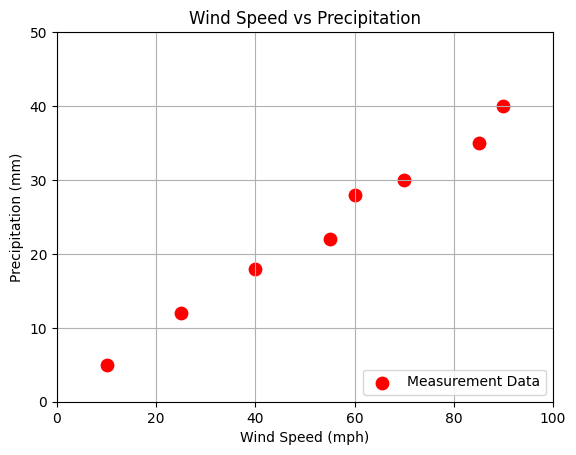 Wind Speed vs Precipitation
50
40
30
20
10
0
Precipitation (mm)
Measurement Data
0 20 40 60 80 100
Wind Speed (mph)